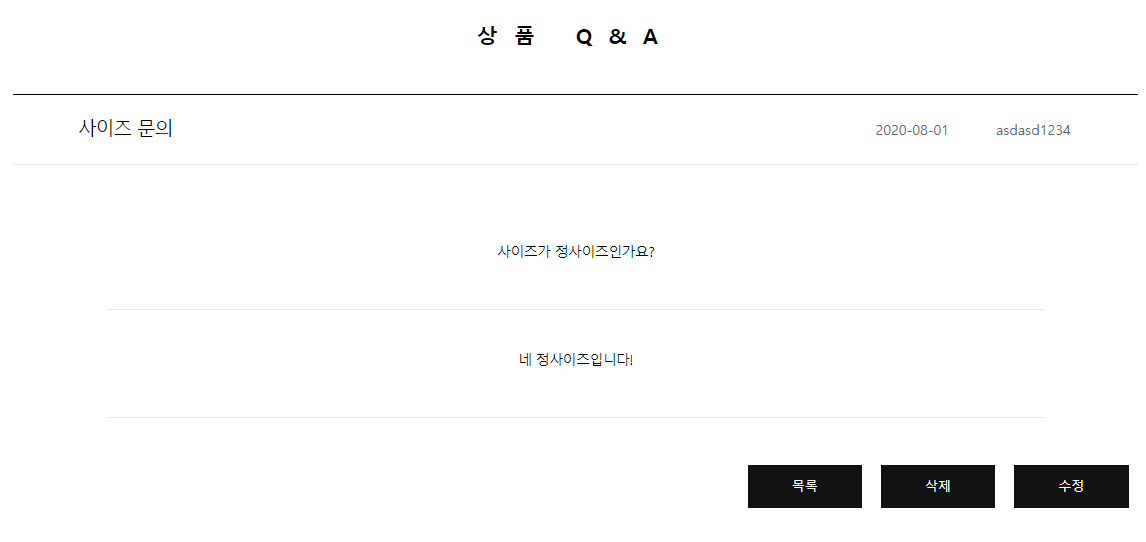 상 품 Q & A
사이즈 문의 2020-08-01 asdasd1234
사이즈가 정사이즈인가요?
네 정사이즈입니다!
목록 삭제 수정